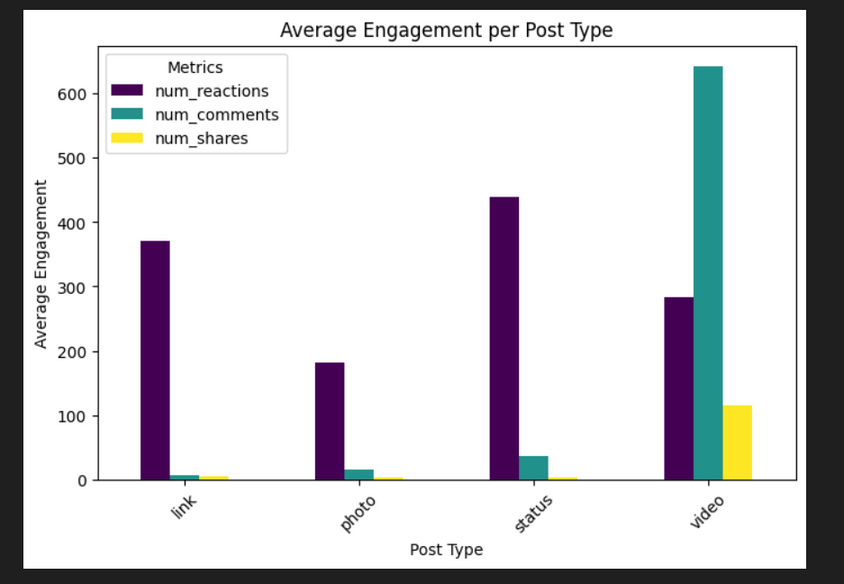 Average Engagement per Post Type
Metrics
num_reactions
num_comments
num_shares
Average Engagement
600
500
400
300
200
100
0
link
photo
status
video
Post Type